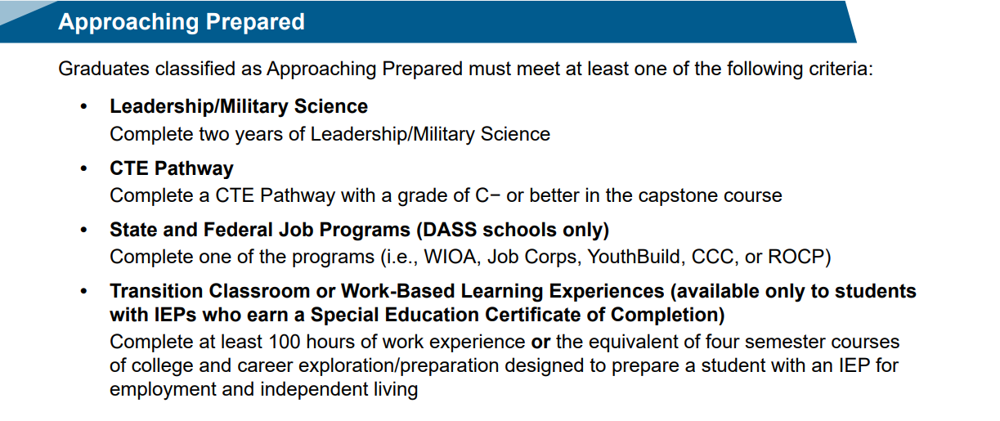 Approaching Prepared
Graduates classified as Approaching Prepared must meet at least one of the following criteria:
• Leadership/Military Science
Complete two years of Leadership/Military Science
• CTE Pathway
Complete a CTE Pathway with a grade of C− or better in the capstone course
• State and Federal Job Programs (DASS schools only)
Complete one of the programs (i.e., WIOA, Job Corps, YouthBuild, CCC, or ROCP)
• Transition Classroom or Work-Based Learning Experiences (available only to students
with IEPs who earn a Special Education Certificate of Completion)
Complete at least 100 hours of work experience or the equivalent of four semester courses
of college and career exploration/preparation designed to prepare a student with an IEP for
employment and independent living